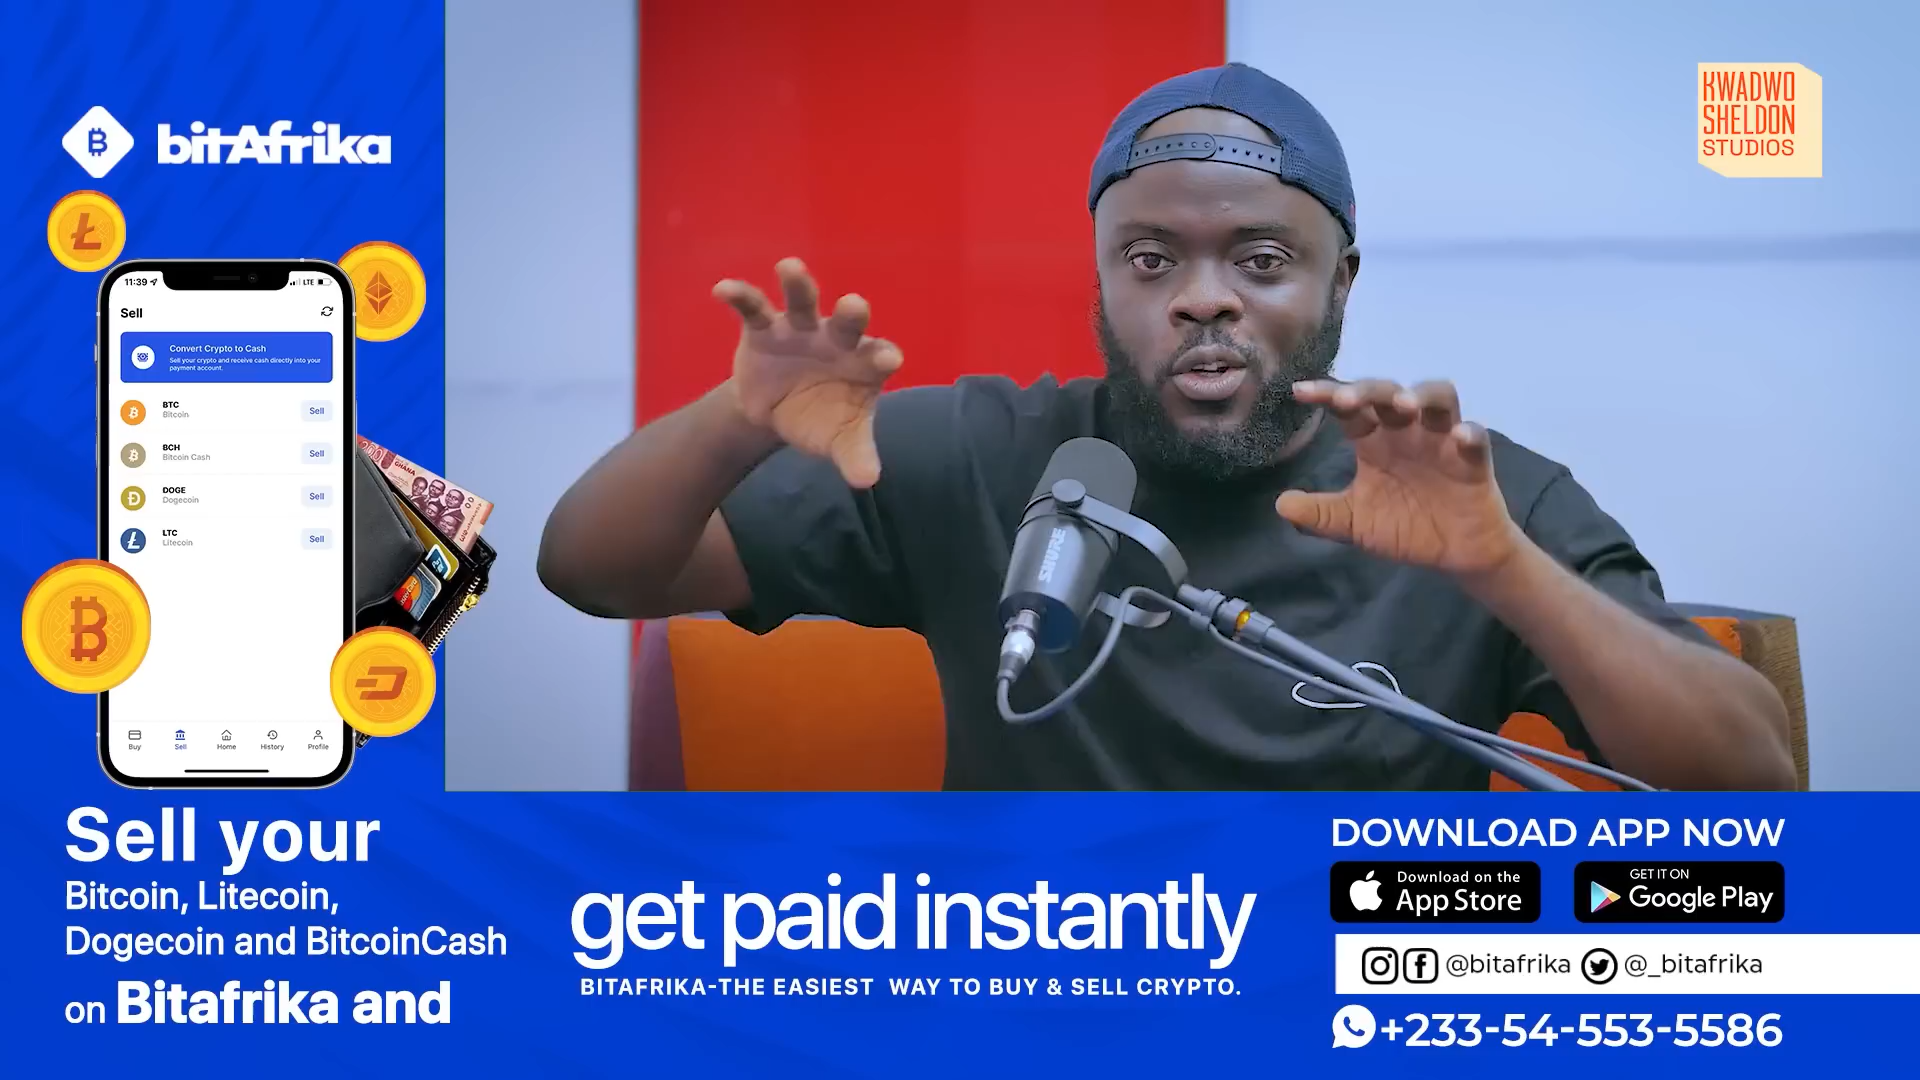 bitAfrika
KWADWO
SHELDON
STUDIOS
11:39
LTE
Sell
Convert Crypto to Cash
Sell your crypto and receive cash directly into your
payment account.
BTC
Bitcoin
Sell
BCH
Bitcoin Cash
Sell
DOGE
Dogecoin
Sell
LTC
Litecoin
Sell
Buy
Sell
Home
History
Profile
GHANA
SHURE
Sell your
Bitcoin, Litecoin,
Dogecoin and BitcoinCash
on Bitafrika and
get paid instantly
BITAFRIKA-THE EASIEST WAY TO BUY & SELL CRYPTO.
DOWNLOAD APP NOW
Download on the
App Store
GET IT ON
Google Play
@bitafrika @_bitafrika
+233-54-553-5586